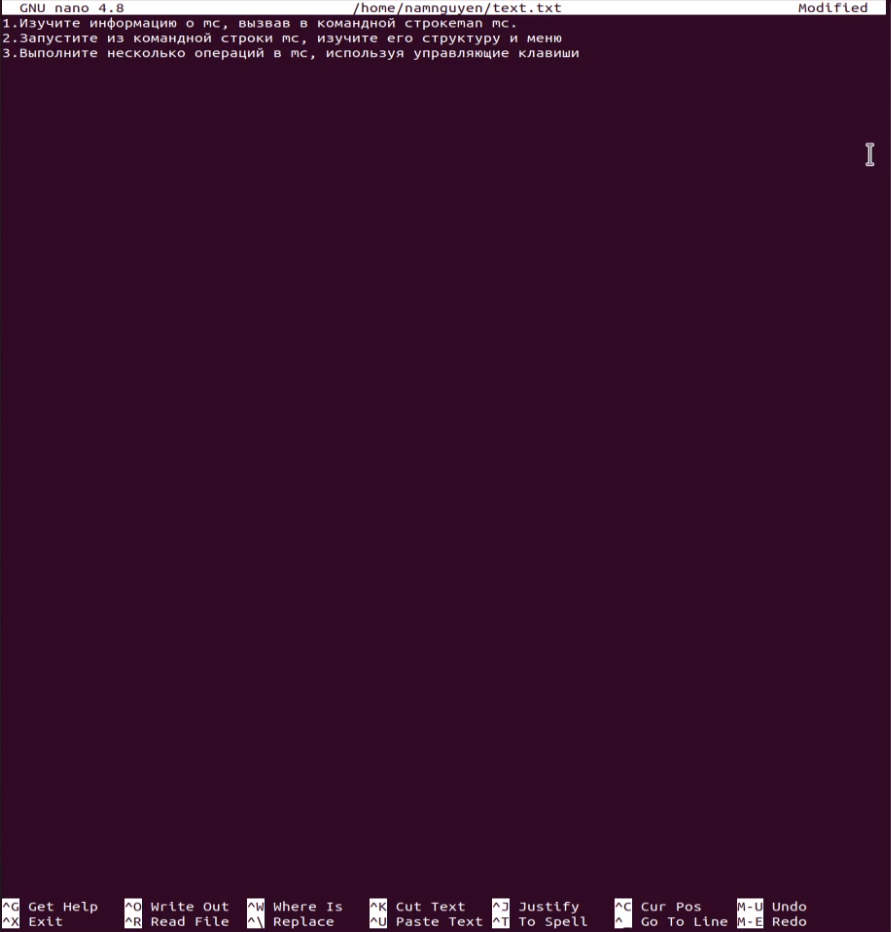 GNU nano 4.8 /home/namnguyen/text.txt Modified
1.Изучите информацию о mc, вызвав в командной строкеman mc.
2.Запустите из командной строки mc, изучите его структуру и меню
3.Выполните несколько операций в mc, используя управляющие клавиши
^G Get Help ^O Write Out ^W Where Is ^K Cut Text ^J Justify ^C Cur Pos M-U Undo
^X Exit ^R Read File ^\ Replace ^U Paste Text ^T To Spell ^_ Go To Line M-E Redo